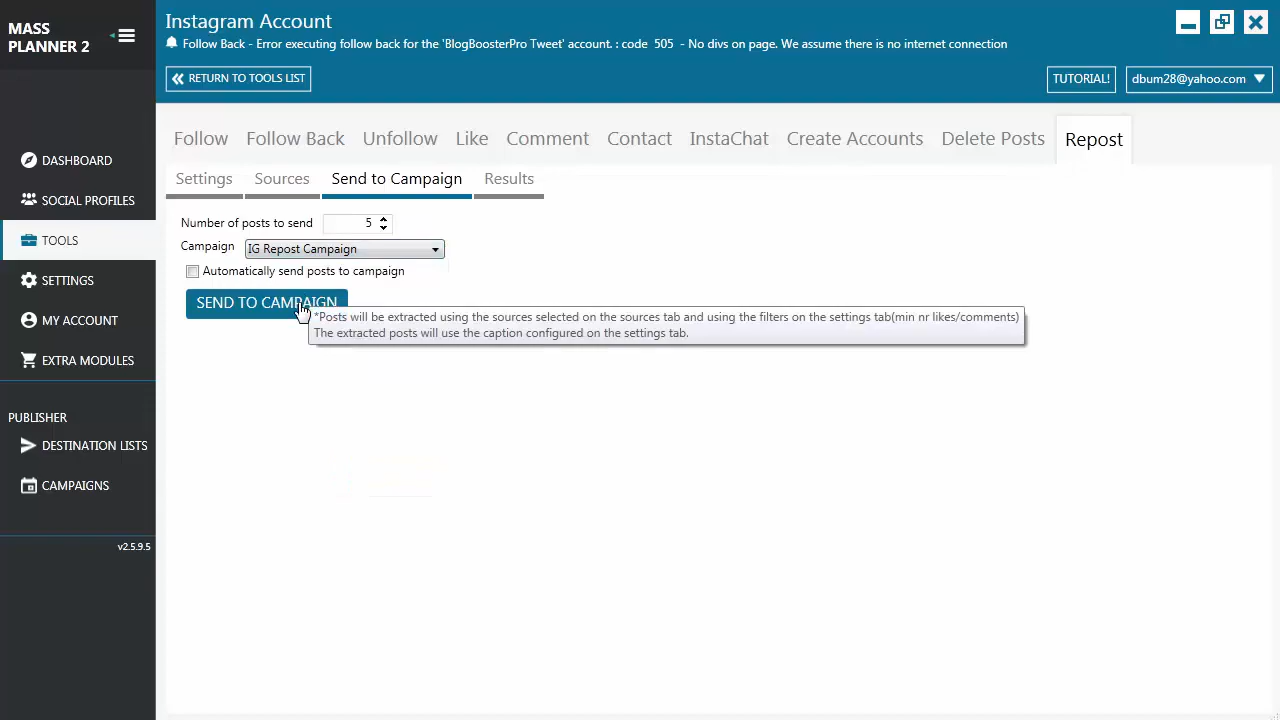 MASS
PLANNER 2
Instagram Account
Follow Back - Error executing follow back for the 'BlogBoosterPro Tweet' account. : code 505 - No divs on page. We assume there is no internet connection
RETURN TO TOOLS LIST
TUTORIAL!
dbum28@yahoo.com
Follow
Follow Back
Unfollow
Like
Comment
Contact
InstaChat
Create Accounts
Delete Posts
Repost
Settings
Sources
Send to Campaign
Results
Number of posts to send 5
Campaign IG Repost Campaign
Automatically send posts to campaign
SEND TO CAMPAIGN
*Posts will be extracted using the sources selected on the sources tab and using the filters on the settings tab(min nr likes/comments)
The extracted posts will use the caption configured on the settings tab.
DASHBOARD
SOCIAL PROFILES
TOOLS
SETTINGS
MY ACCOUNT
EXTRA MODULES
PUBLISHER
DESTINATION LISTS
CAMPAIGNS
v2.5.9.5